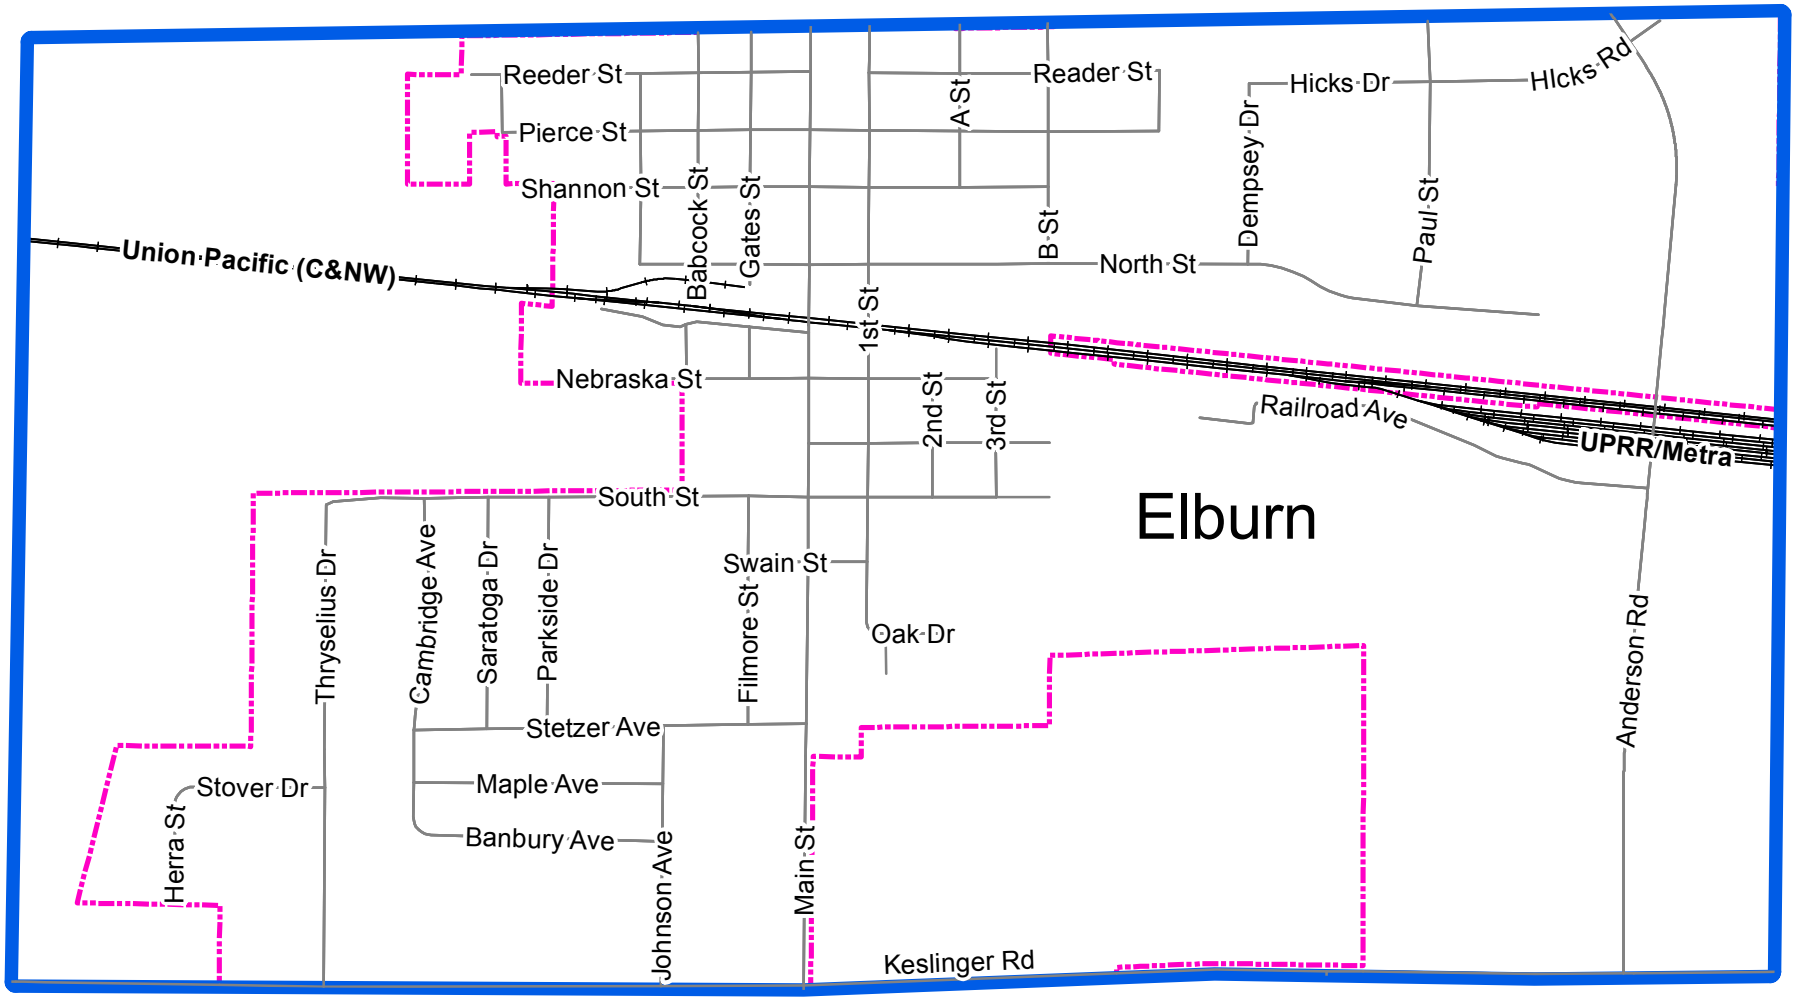 Reeder St
Reader St
Hicks Dr
HIcks Rd
A St
Pierce St
Shannon St
Babcock St
Gates St
B St
Dempsey Dr
Paul St
Union Pacific (C&NW)
North St
1st St
Nebraska St
2nd St
3rd St
Railroad Ave
UPRR/Metra
South St
Elburn
Thryselius Dr
Cambridge Ave
Saratoga Dr
Parkside Dr
Swain St
Filmore St
Oak Dr
Anderson Rd
Stetzer Ave
Stover Dr
Maple Ave
Herra St
Banbury Ave
Johnson Ave
Main St
Keslinger Rd